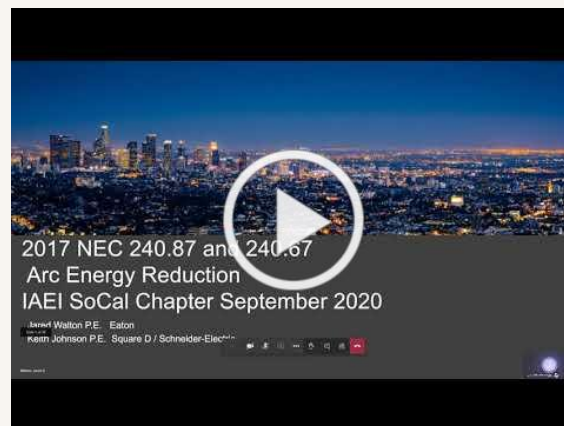 2017 NEC 240.87 and 240.67
Arc Energy Reduction
IAEI SoCal Chapter September 2020
Jared Walton P.E. Eaton
Keith Johnson P.E. Square D / Schneider-Electric